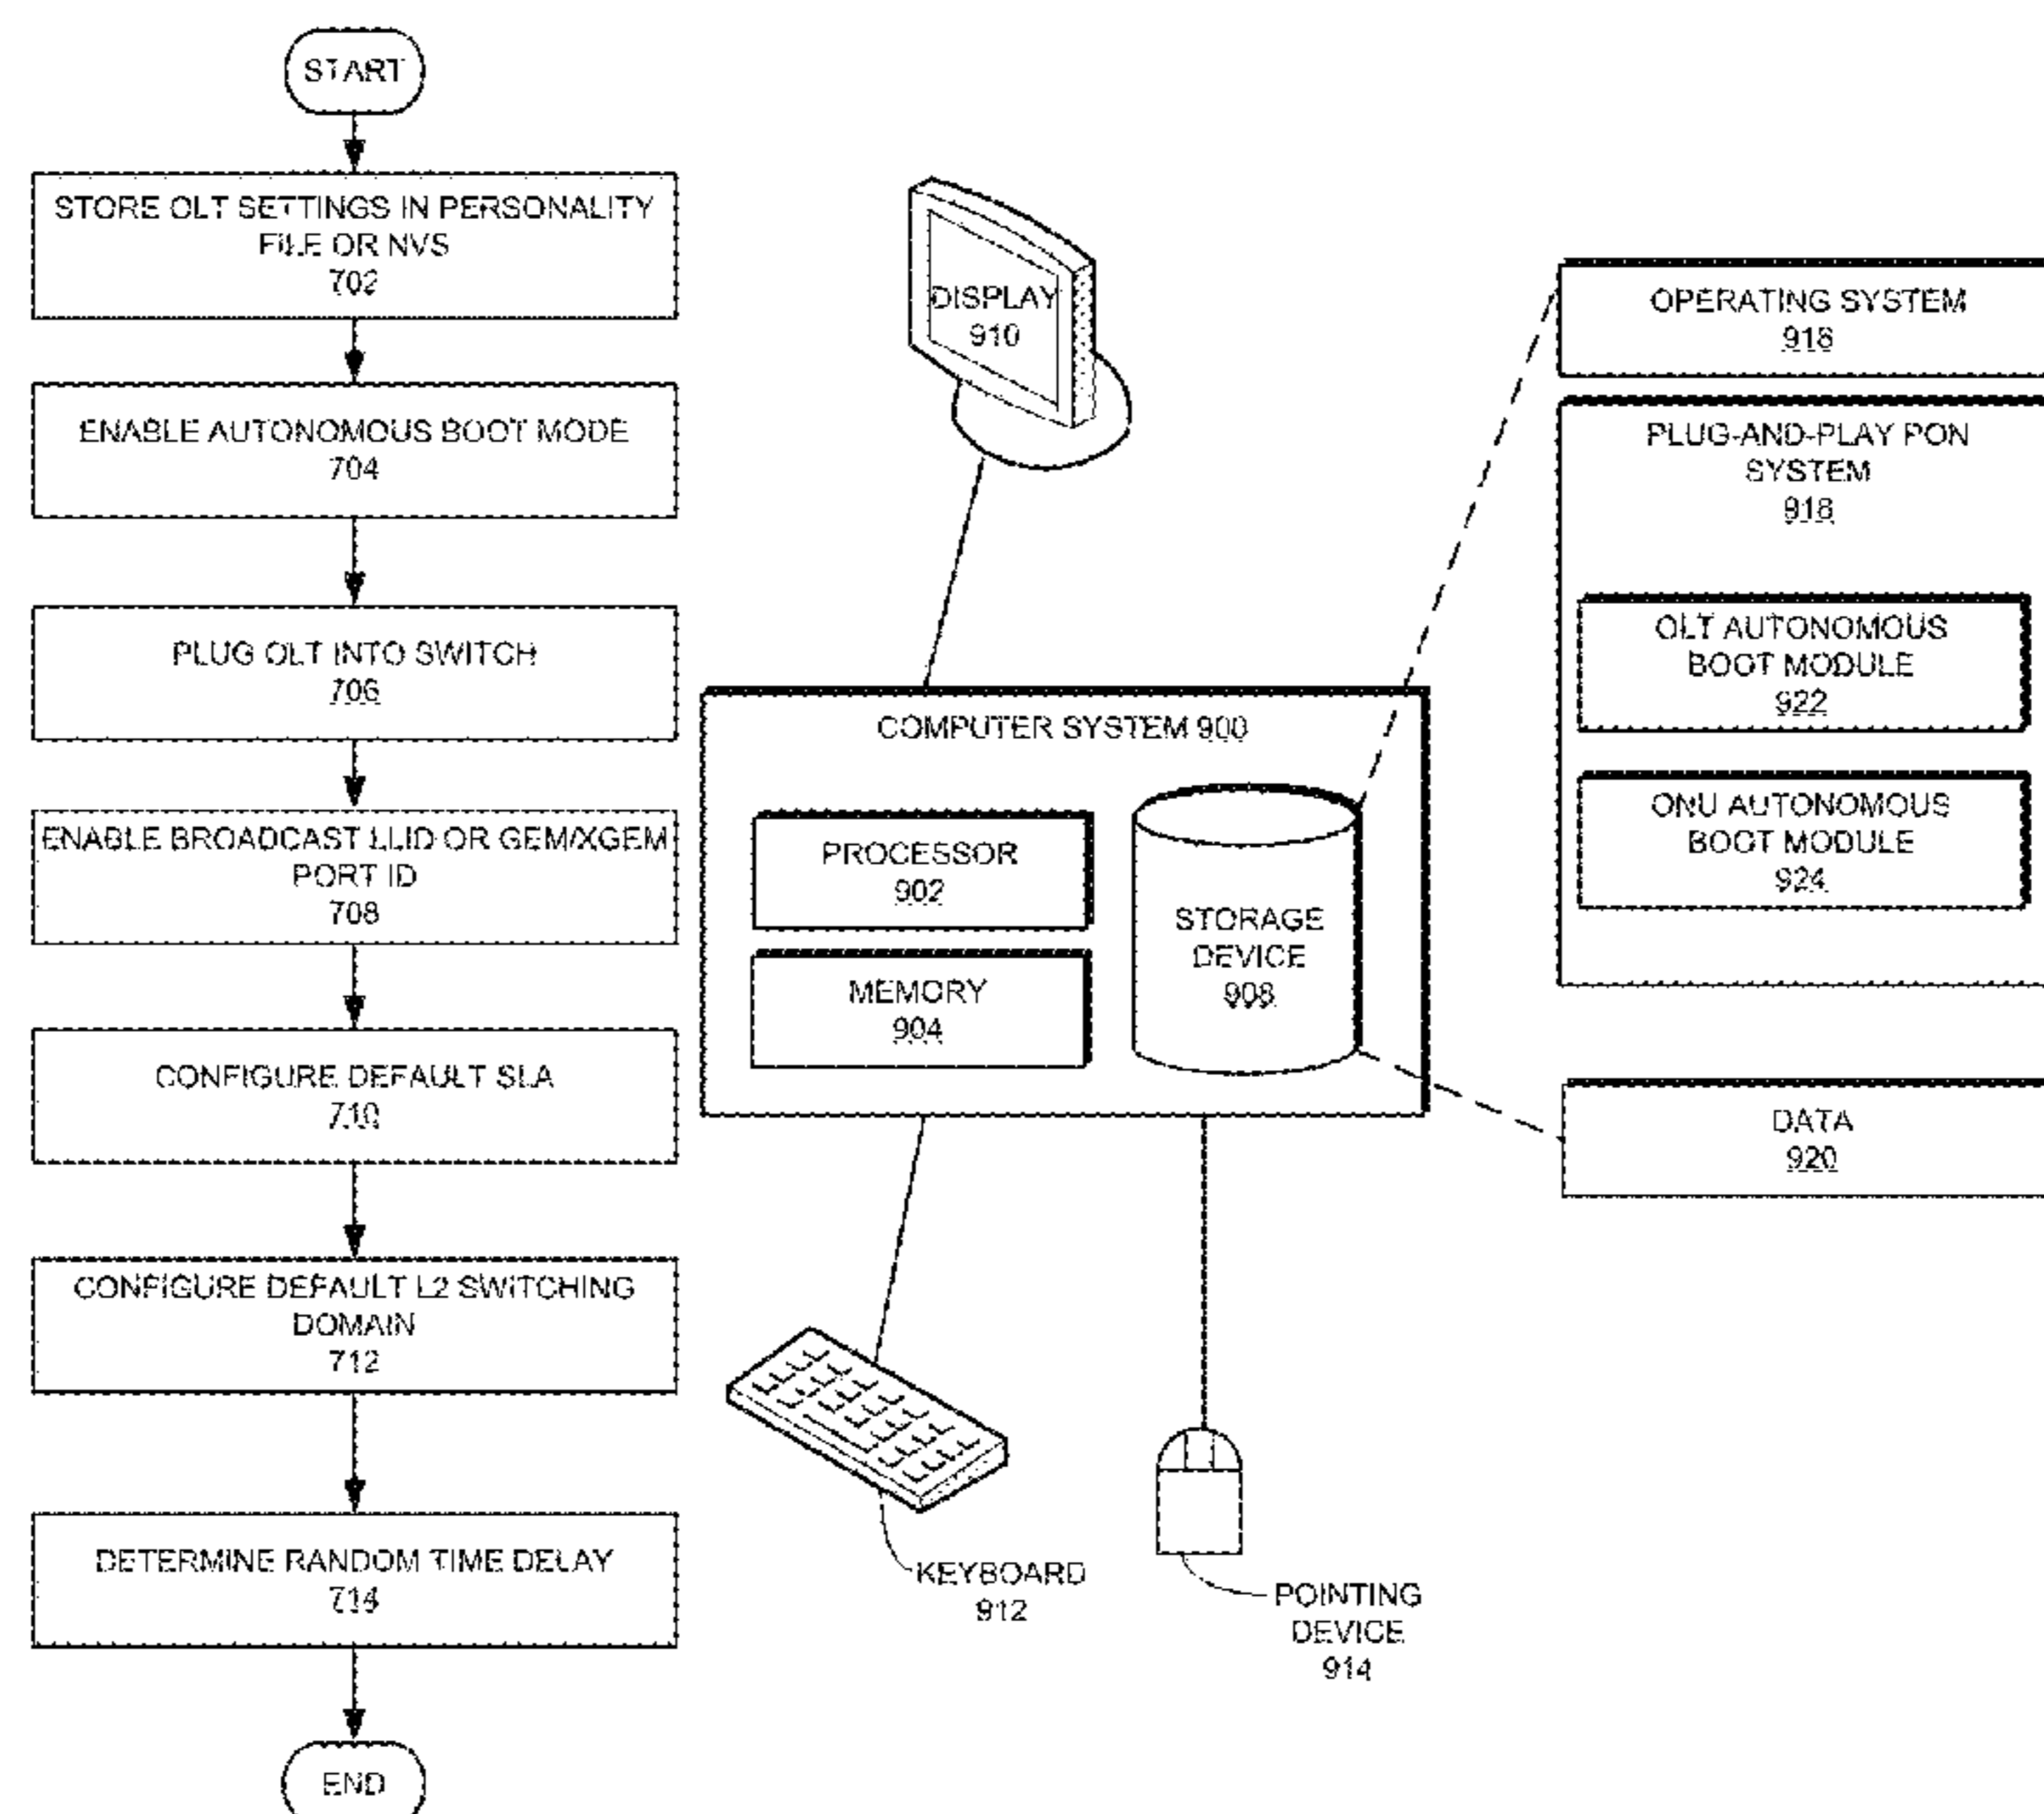 START
STORE OLT SETTINGS IN PERSONALITY
FILE OR NVS
702
ENABLE AUTONOMOUS BOOT MODE
704
PLUG OLT INTO SWITCH
706
ENABLE BROADCAST LLID OR GEM/XGEM
PORT ID
708
CONFIGURE DEFAULT SLA
710
CONFIGURE DEFAULT L2 SWITCHING
DOMAIN
712
DETERMINE RANDOM TIME DELAY
714
END
DISPLAY
910
COMPUTER SYSTEM 900
PROCESSOR
902
MEMORY
904
STORAGE
DEVICE
908
KEYBOARD
912
POINTING
DEVICE
914
OPERATING SYSTEM
916
PLUG-AND-PLAY PON
SYSTEM
918
OLT AUTONOMOUS
BOOT MODULE
922
ONU AUTONOMOUS
BOOT MODULE
924
DATA
920